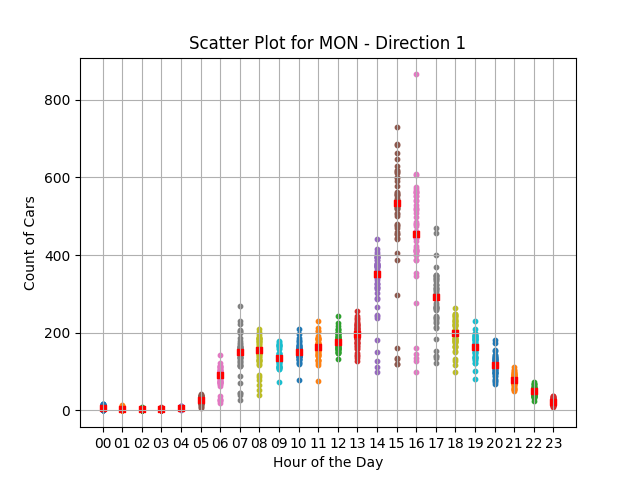 Scatter Plot for MON - Direction 1
Count of Cars
800
600
400
200
0
00 01 02 03 04 05 06 07 08 09 10 11 12 13 14 15 16 17 18 19 20 21 22 23
Hour of the Day